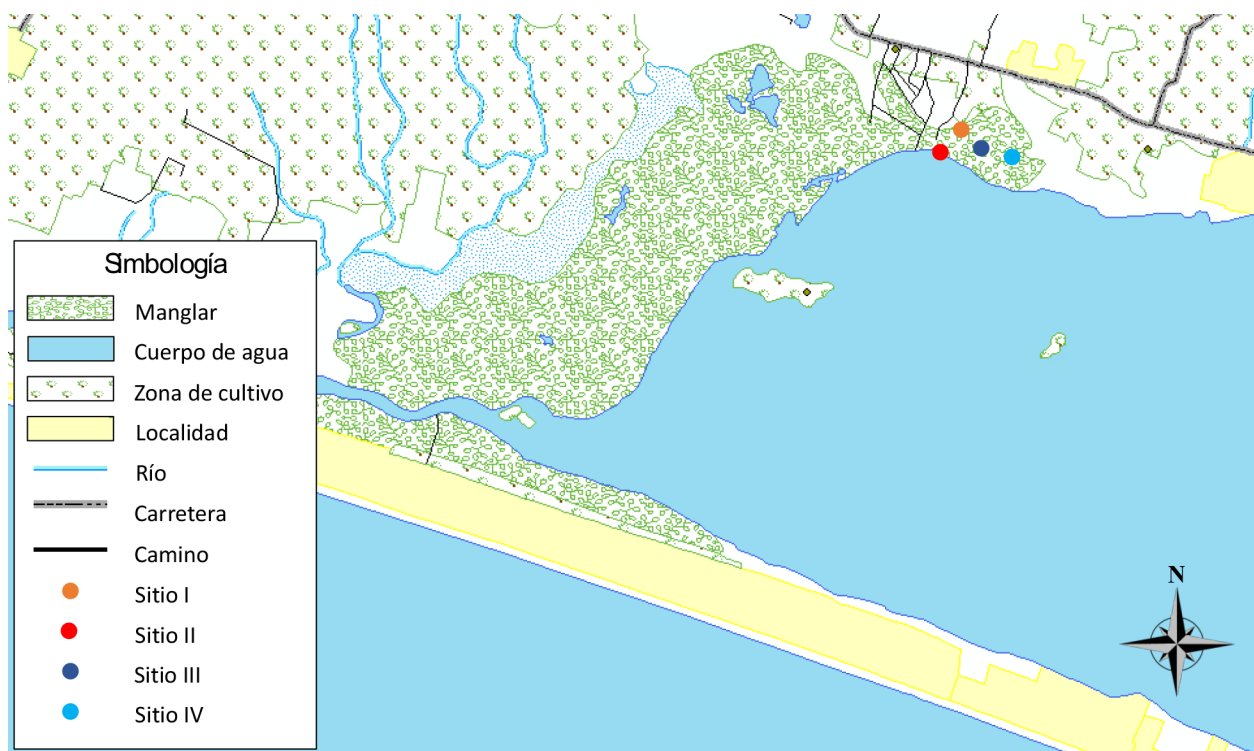 Simbología
Manglar
Cuerpo de agua
Zona de cultivo
Localidad
Río
Carretera
Camino
Sitio I
Sitio II
Sitio III
Sitio IV
N